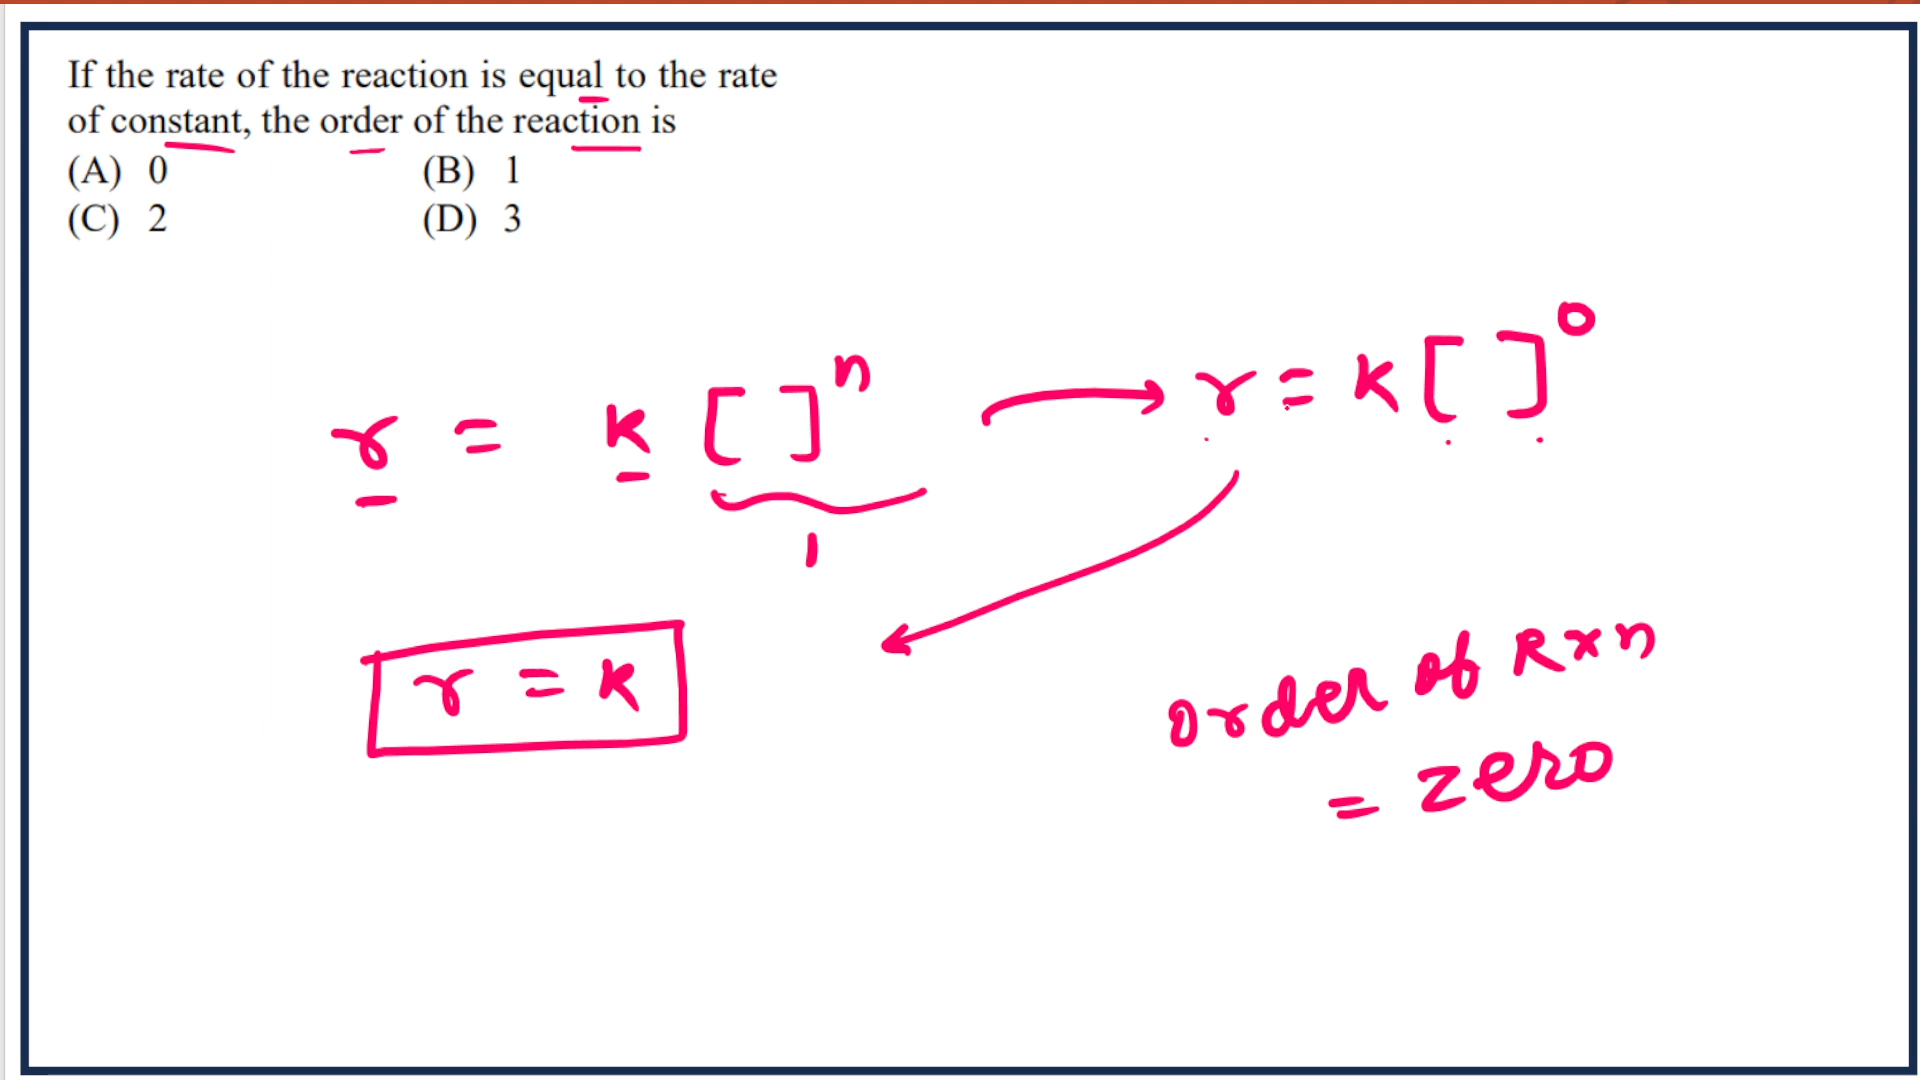 If the rate of the reaction is equal to the rate
of constant, the order of the reaction is
(A) 0 (B) 1
(C) 2 (D) 3
r = k [ ]^n → r = k [ ]^0
1
r = k
order of Rxn
= zero